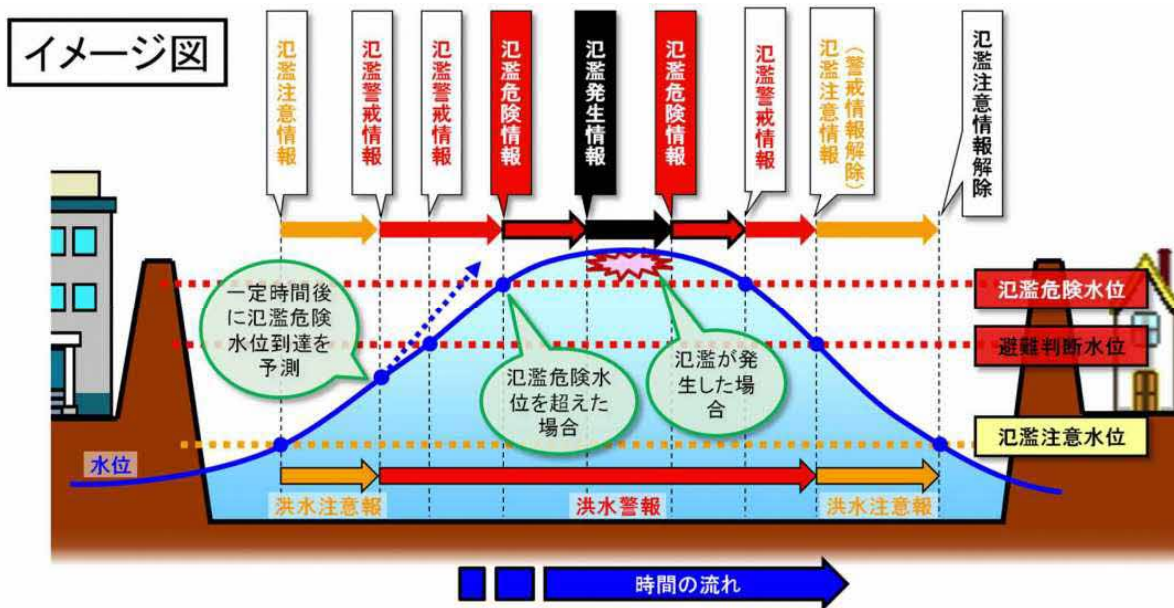 イメージ図
氾濫注意情報
氾濫警戒情報
氾濫警戒情報
氾濫危険情報
氾濫発生情報
氾濫危険情報
氾濫警戒情報
(警戒情報解除)
氾濫注意情報
氾濫注意情報解除
一定時間後
に氾濫危険
水位到達を
予測
氾濫危険水
位を超えた
場合
氾濫が発
生した場
合
氾濫危険水位
避難判断水位
氾濫注意水位
水位
洪水注意報
洪水警報
洪水注意報
時間の流れ